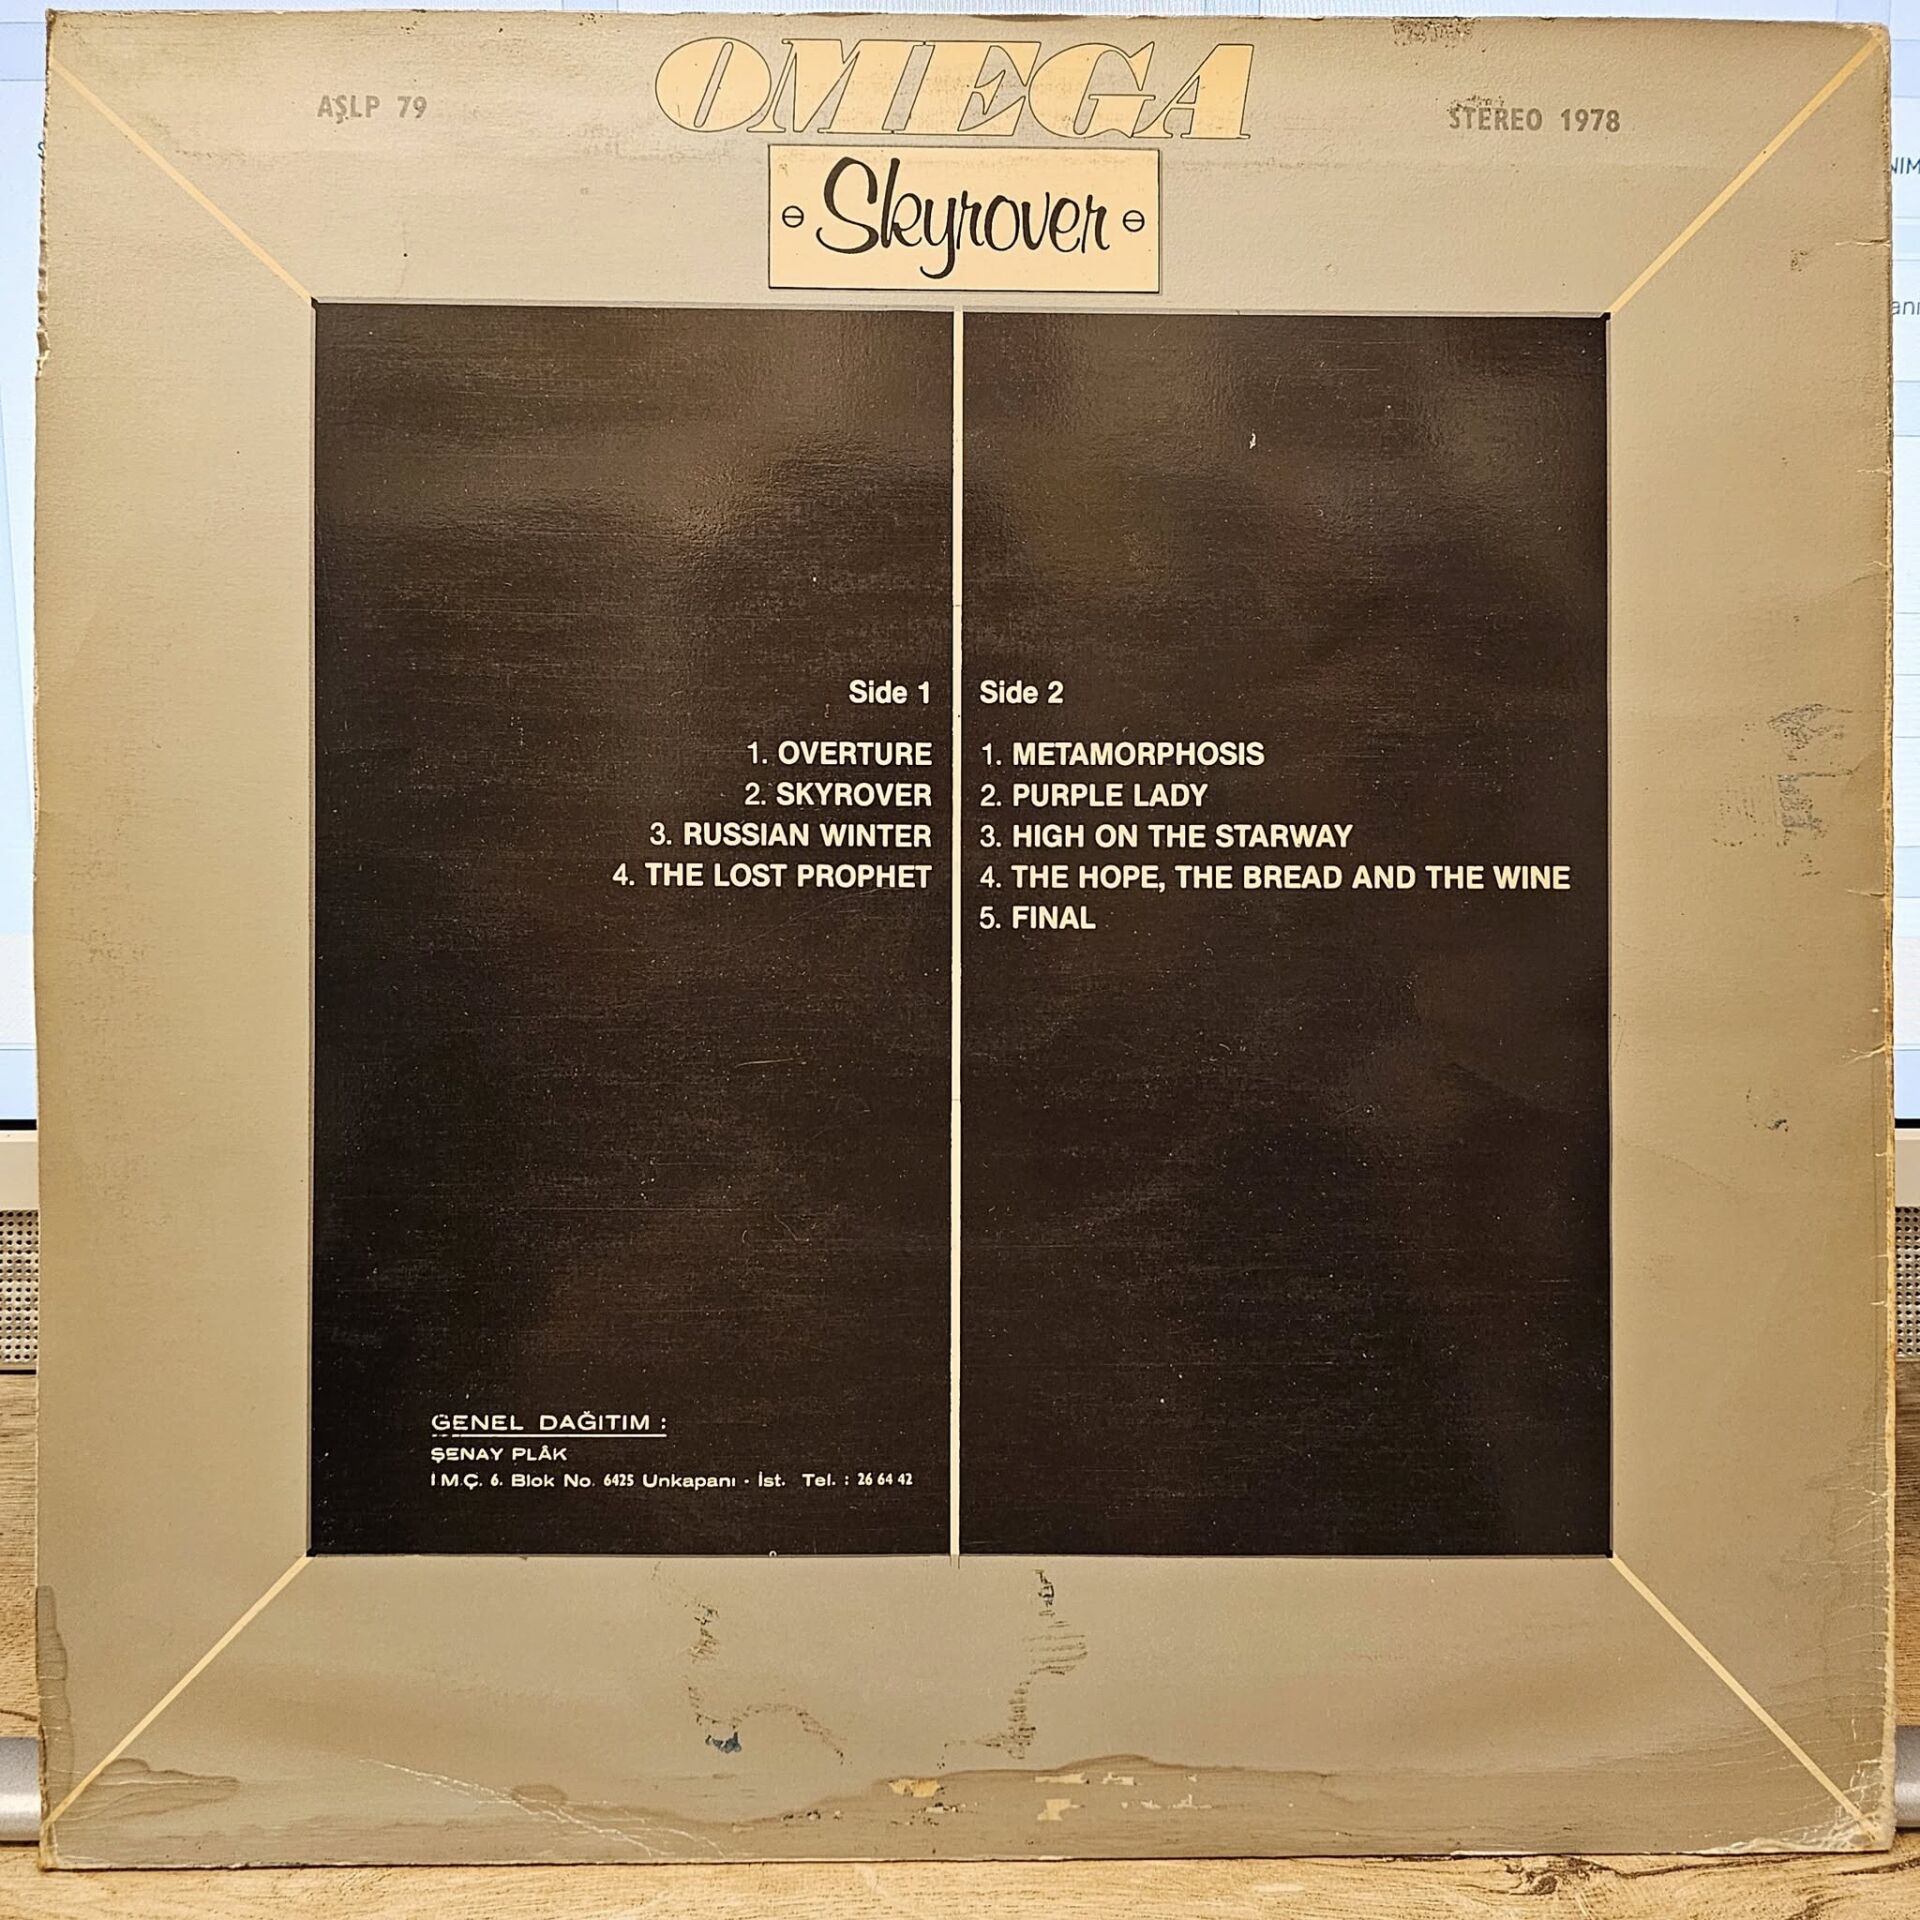 OMEGA
AŞLP 79
STEREO 1978
Skyrover
Side 1
1. OVERTURE
2. SKYROVER
3. RUSSIAN WINTER
4. THE LOST PROPHET
Side 2
1. METAMORPHOSIS
2. PURPLE LADY
3. HIGH ON THE STARWAY
4. THE HOPE, THE BREAD AND THE WINE
5. FINAL
GENEL DAĞITIM :
ŞENAY PLÂK
İ M.Ç. 6. Blok No. 6425 Unkapanı - İst. Tel. : 26 64 42